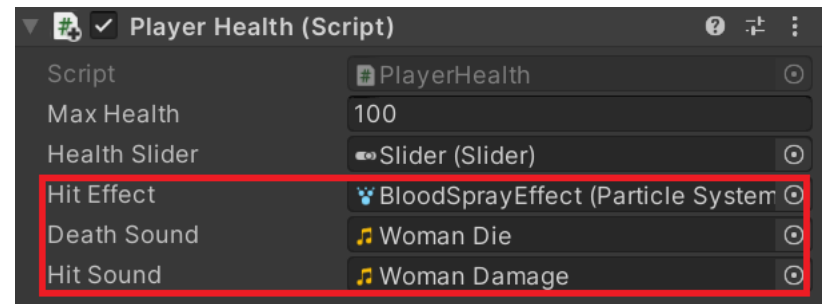 Player Health (Script)
Script PlayerHealth
Max Health 100
Health Slider Slider (Slider)
Hit Effect BloodSprayEffect (Particle System
Death Sound Woman Die
Hit Sound Woman Damage